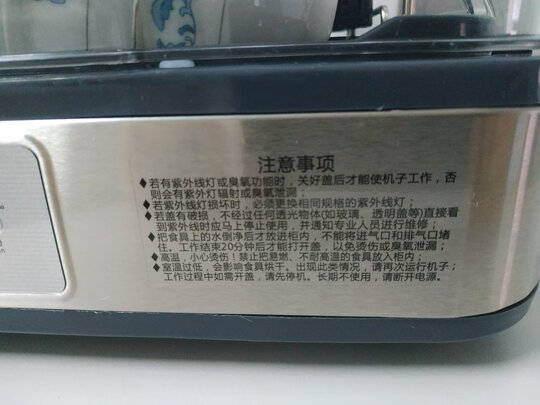 注意事项
◆若有紫外线灯或臭氧功能时，关好盖后才能使机子工作，否
则会有紫外灯辐射或臭氧泄漏；
◆若紫外线灯损坏时，必须更换相同规格的紫外线灯；
◆若盖有破损，不经过任何透光物体(如玻璃、透明盖等)直接看
到紫外线时应马上停止使用，并通知专业人员进行维修；
◆把食具上的水倒净后才放进柜内，不能将进气口和排气口堵
住。工作结束20分钟后才能打开盖，以免烫伤或臭氧泄漏；
◆高温，小心烫伤！禁止把易燃、不耐高温的食具放入柜内；
◆室温过低，会影响食具烘干。出现此类情况，请再次运行机子；
工作过程中如需开盖，请先停机。长期不使用，请断开电源。